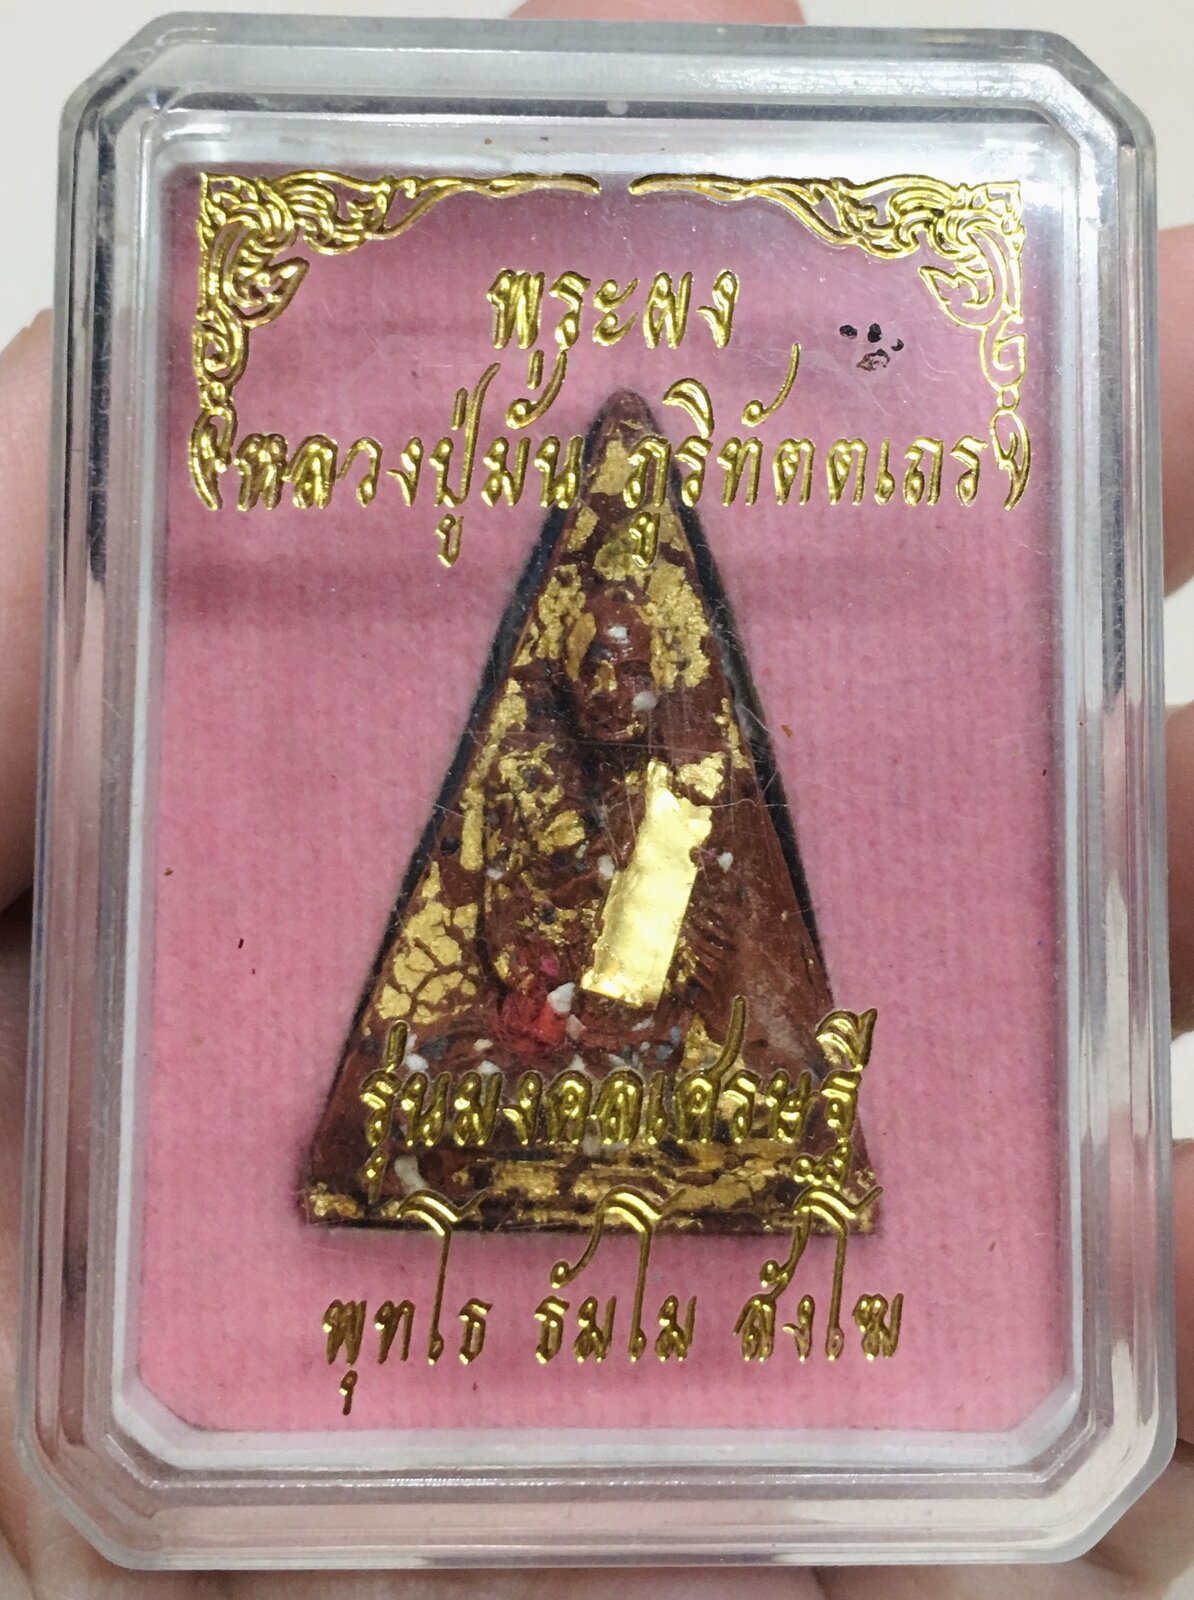 พระผง
หลวงปู่มั่น ภูริทัตตเถร
รุ่นมงคลเศรษฐี
พุทโธ ธัมโม สังโฆ